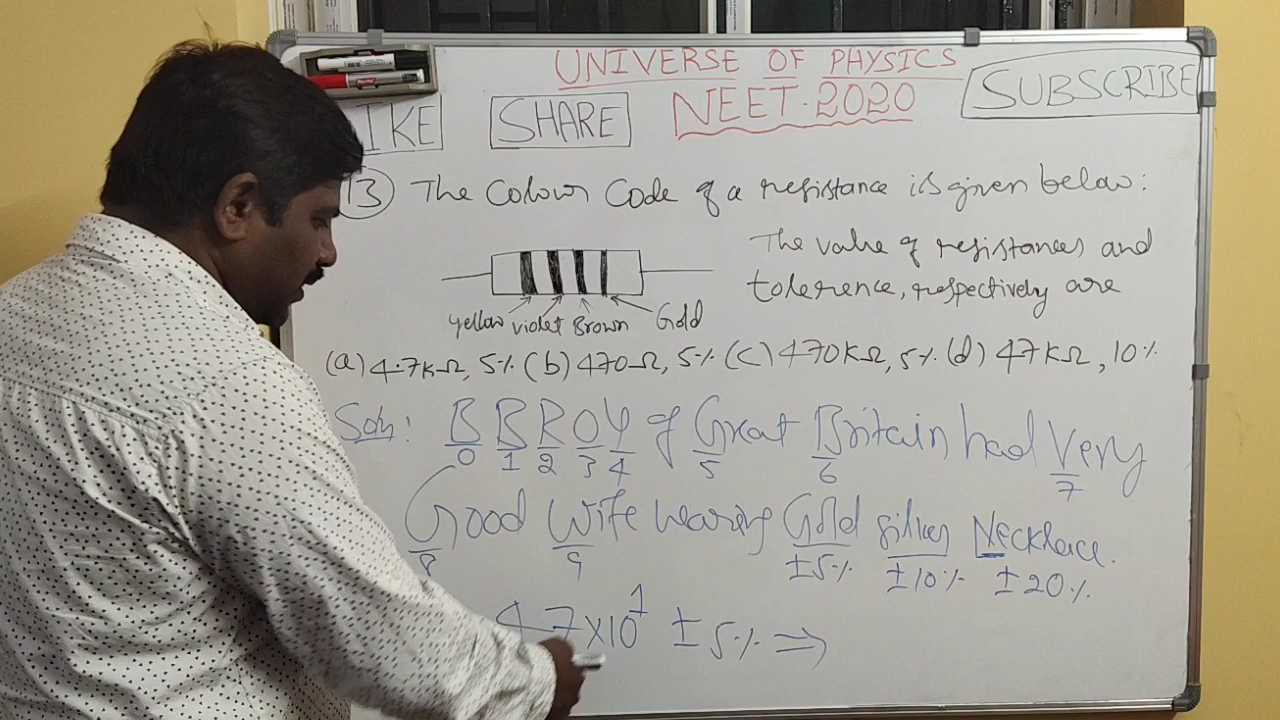 UNIVERSE OF PHYSICS
IKE SHARE NEET-2020 SUBSCRIBE
13 The Colour Code of a resistance is given below:
The value of resistances and
tolerence, respectively are
Yellow violet Brown Gold
(a) 4.7kΩ, 5% (b) 470Ω, 5% (c) 470kΩ, 5% (d) 47kΩ, 10%
Soln: B B R O Y of Great Britain had Very
0 1 2 3 4 5 6 7
Good Wife wearing Gold silver Necklace.
8 9 ±5% ±10% ±20%
47×10¹ ±5% ⇒